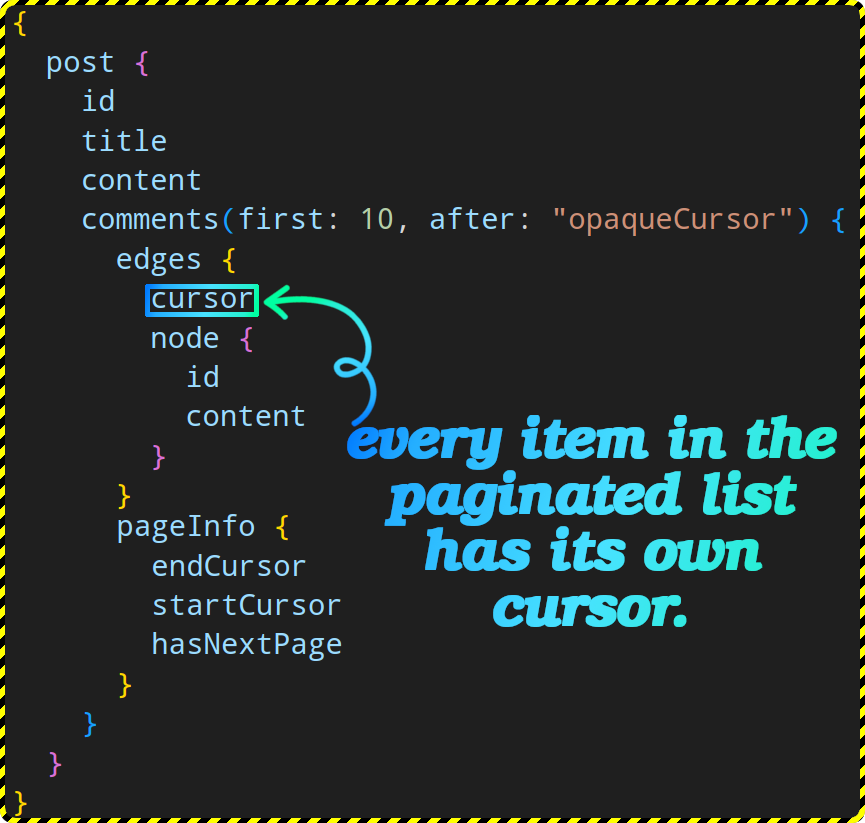 {
  post {
    id
    title
    content
    comments(first: 10, after: "opaqueCursor") {
      edges {
        cursor
        node {
          id
          content
        }
      }
      pageInfo {
        endCursor
        startCursor
        hasNextPage
      }
    }
  }
}
every item in the
paginated list
has its own
cursor.